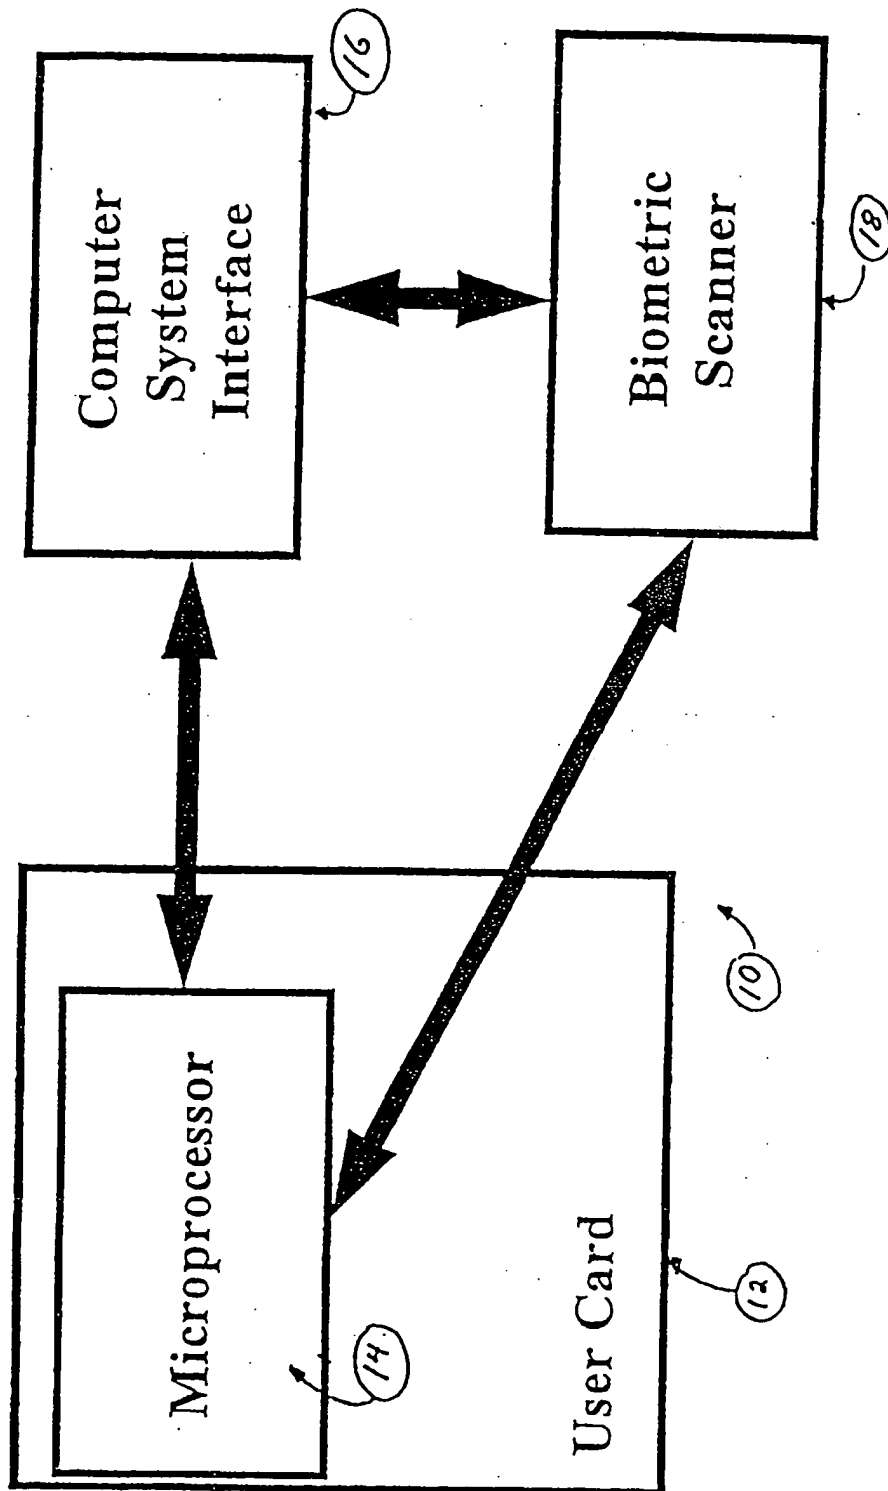 Microprocessor
14
User Card
12
10
Computer
System
Interface
16
Biometric
Scanner
18